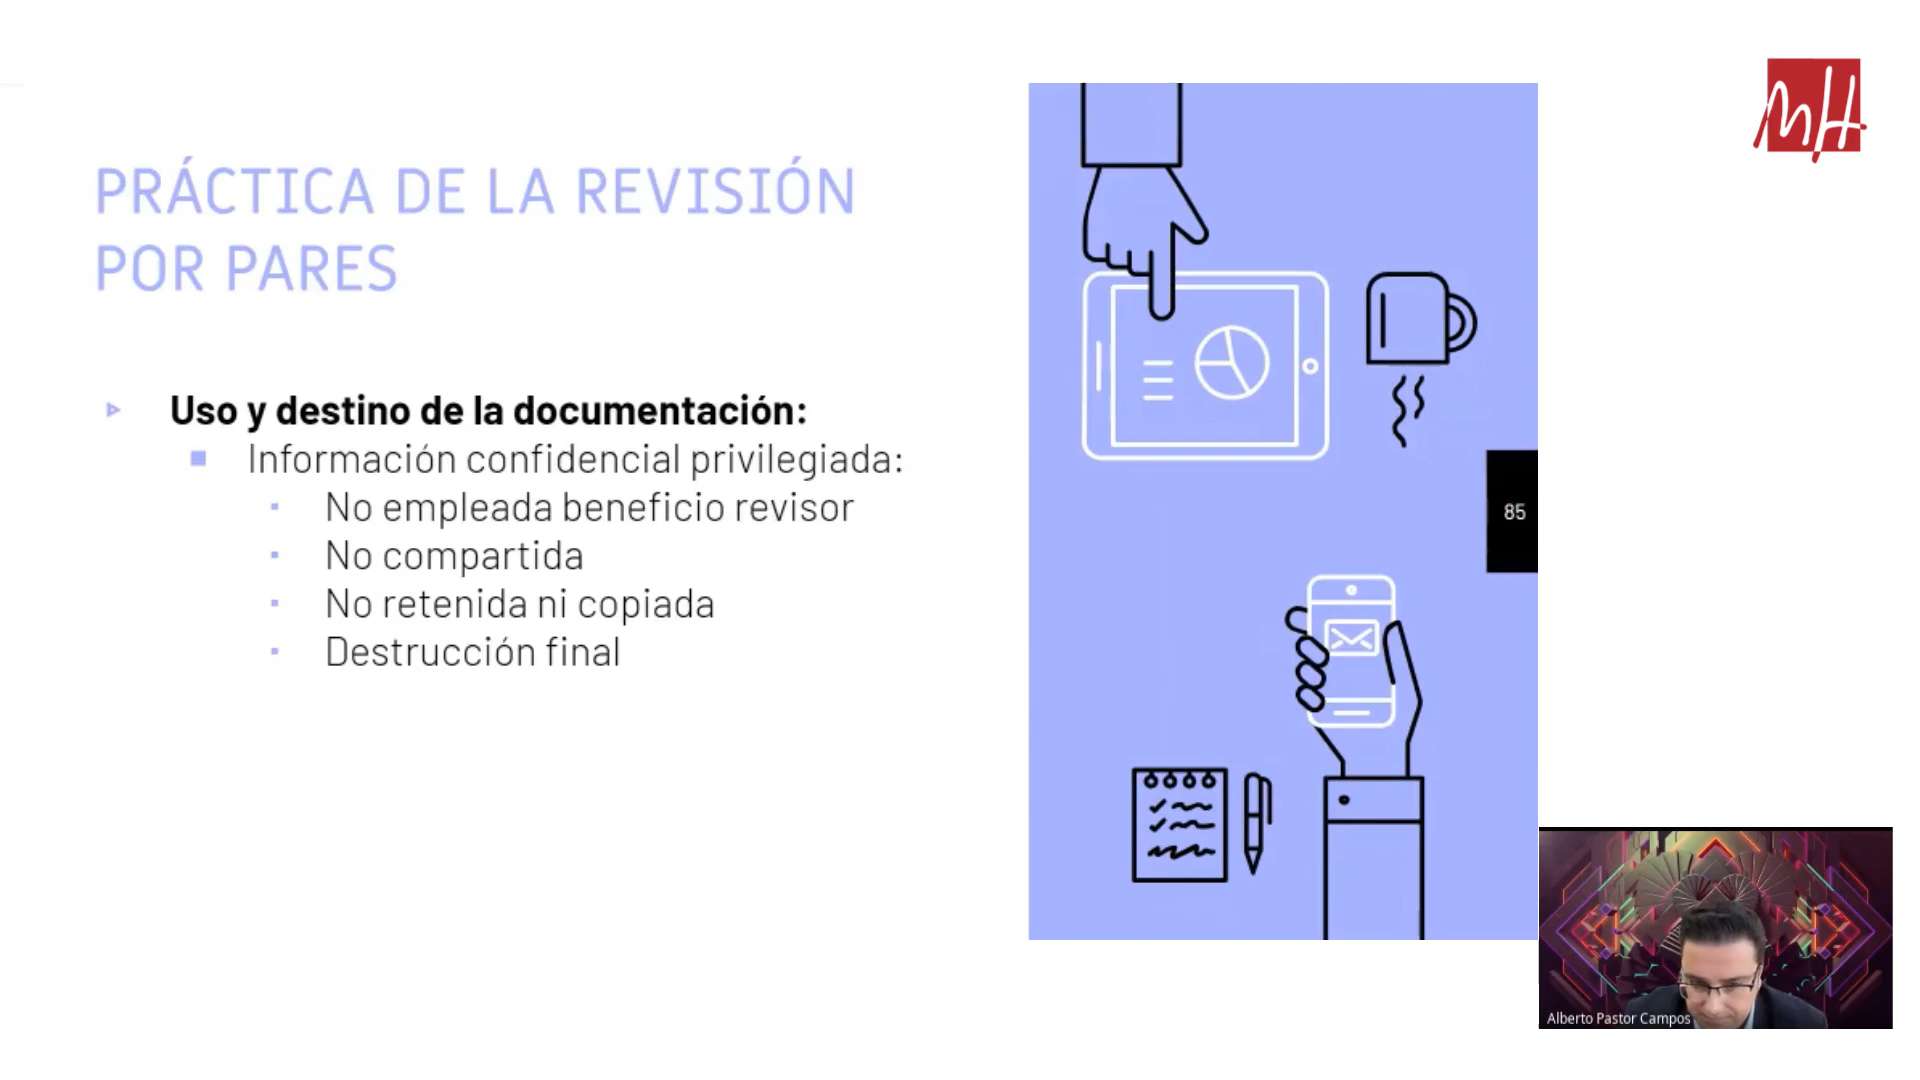 MH
PRÁCTICA DE LA REVISIÓN
POR PARES
Uso y destino de la documentación:
Información confidencial privilegiada:
No empleada beneficio revisor
No compartida
No retenida ni copiada
Destrucción final
85
Alberto Pastor Campos